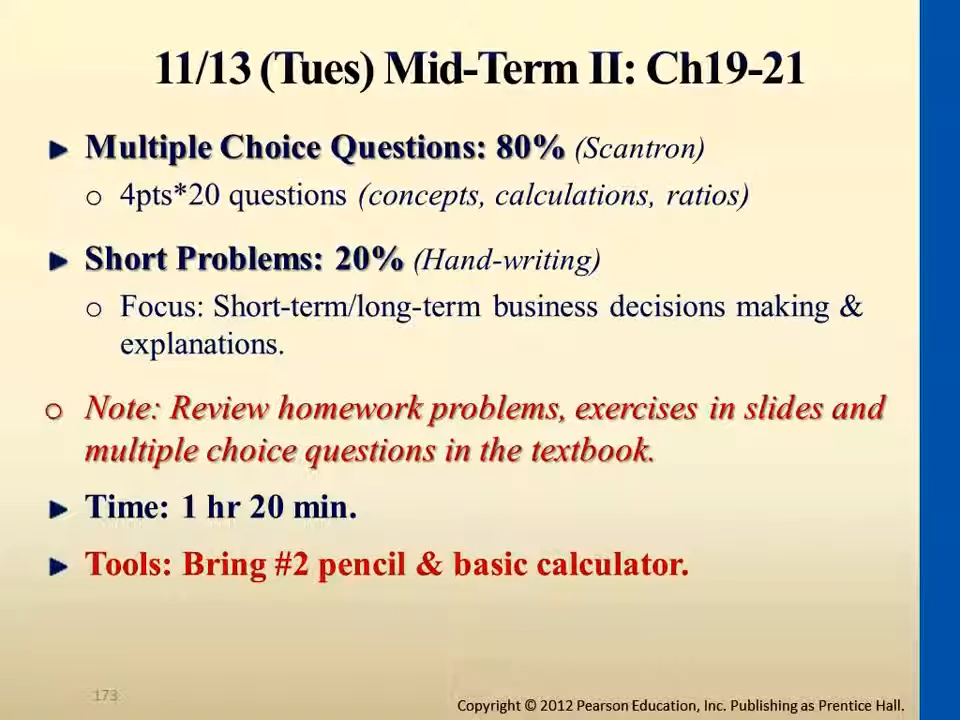 11/13 (Tues) Mid-Term II: Ch19-21
Multiple Choice Questions: 80% (Scantron)
o 4pts*20 questions (concepts, calculations, ratios)
Short Problems: 20% (Hand-writing)
o Focus: Short-term/long-term business decisions making &
explanations.
o Note: Review homework problems, exercises in slides and
multiple choice questions in the textbook.
Time: 1 hr 20 min.
Tools: Bring #2 pencil & basic calculator.
173
Copyright © 2012 Pearson Education, Inc. Publishing as Prentice Hall.